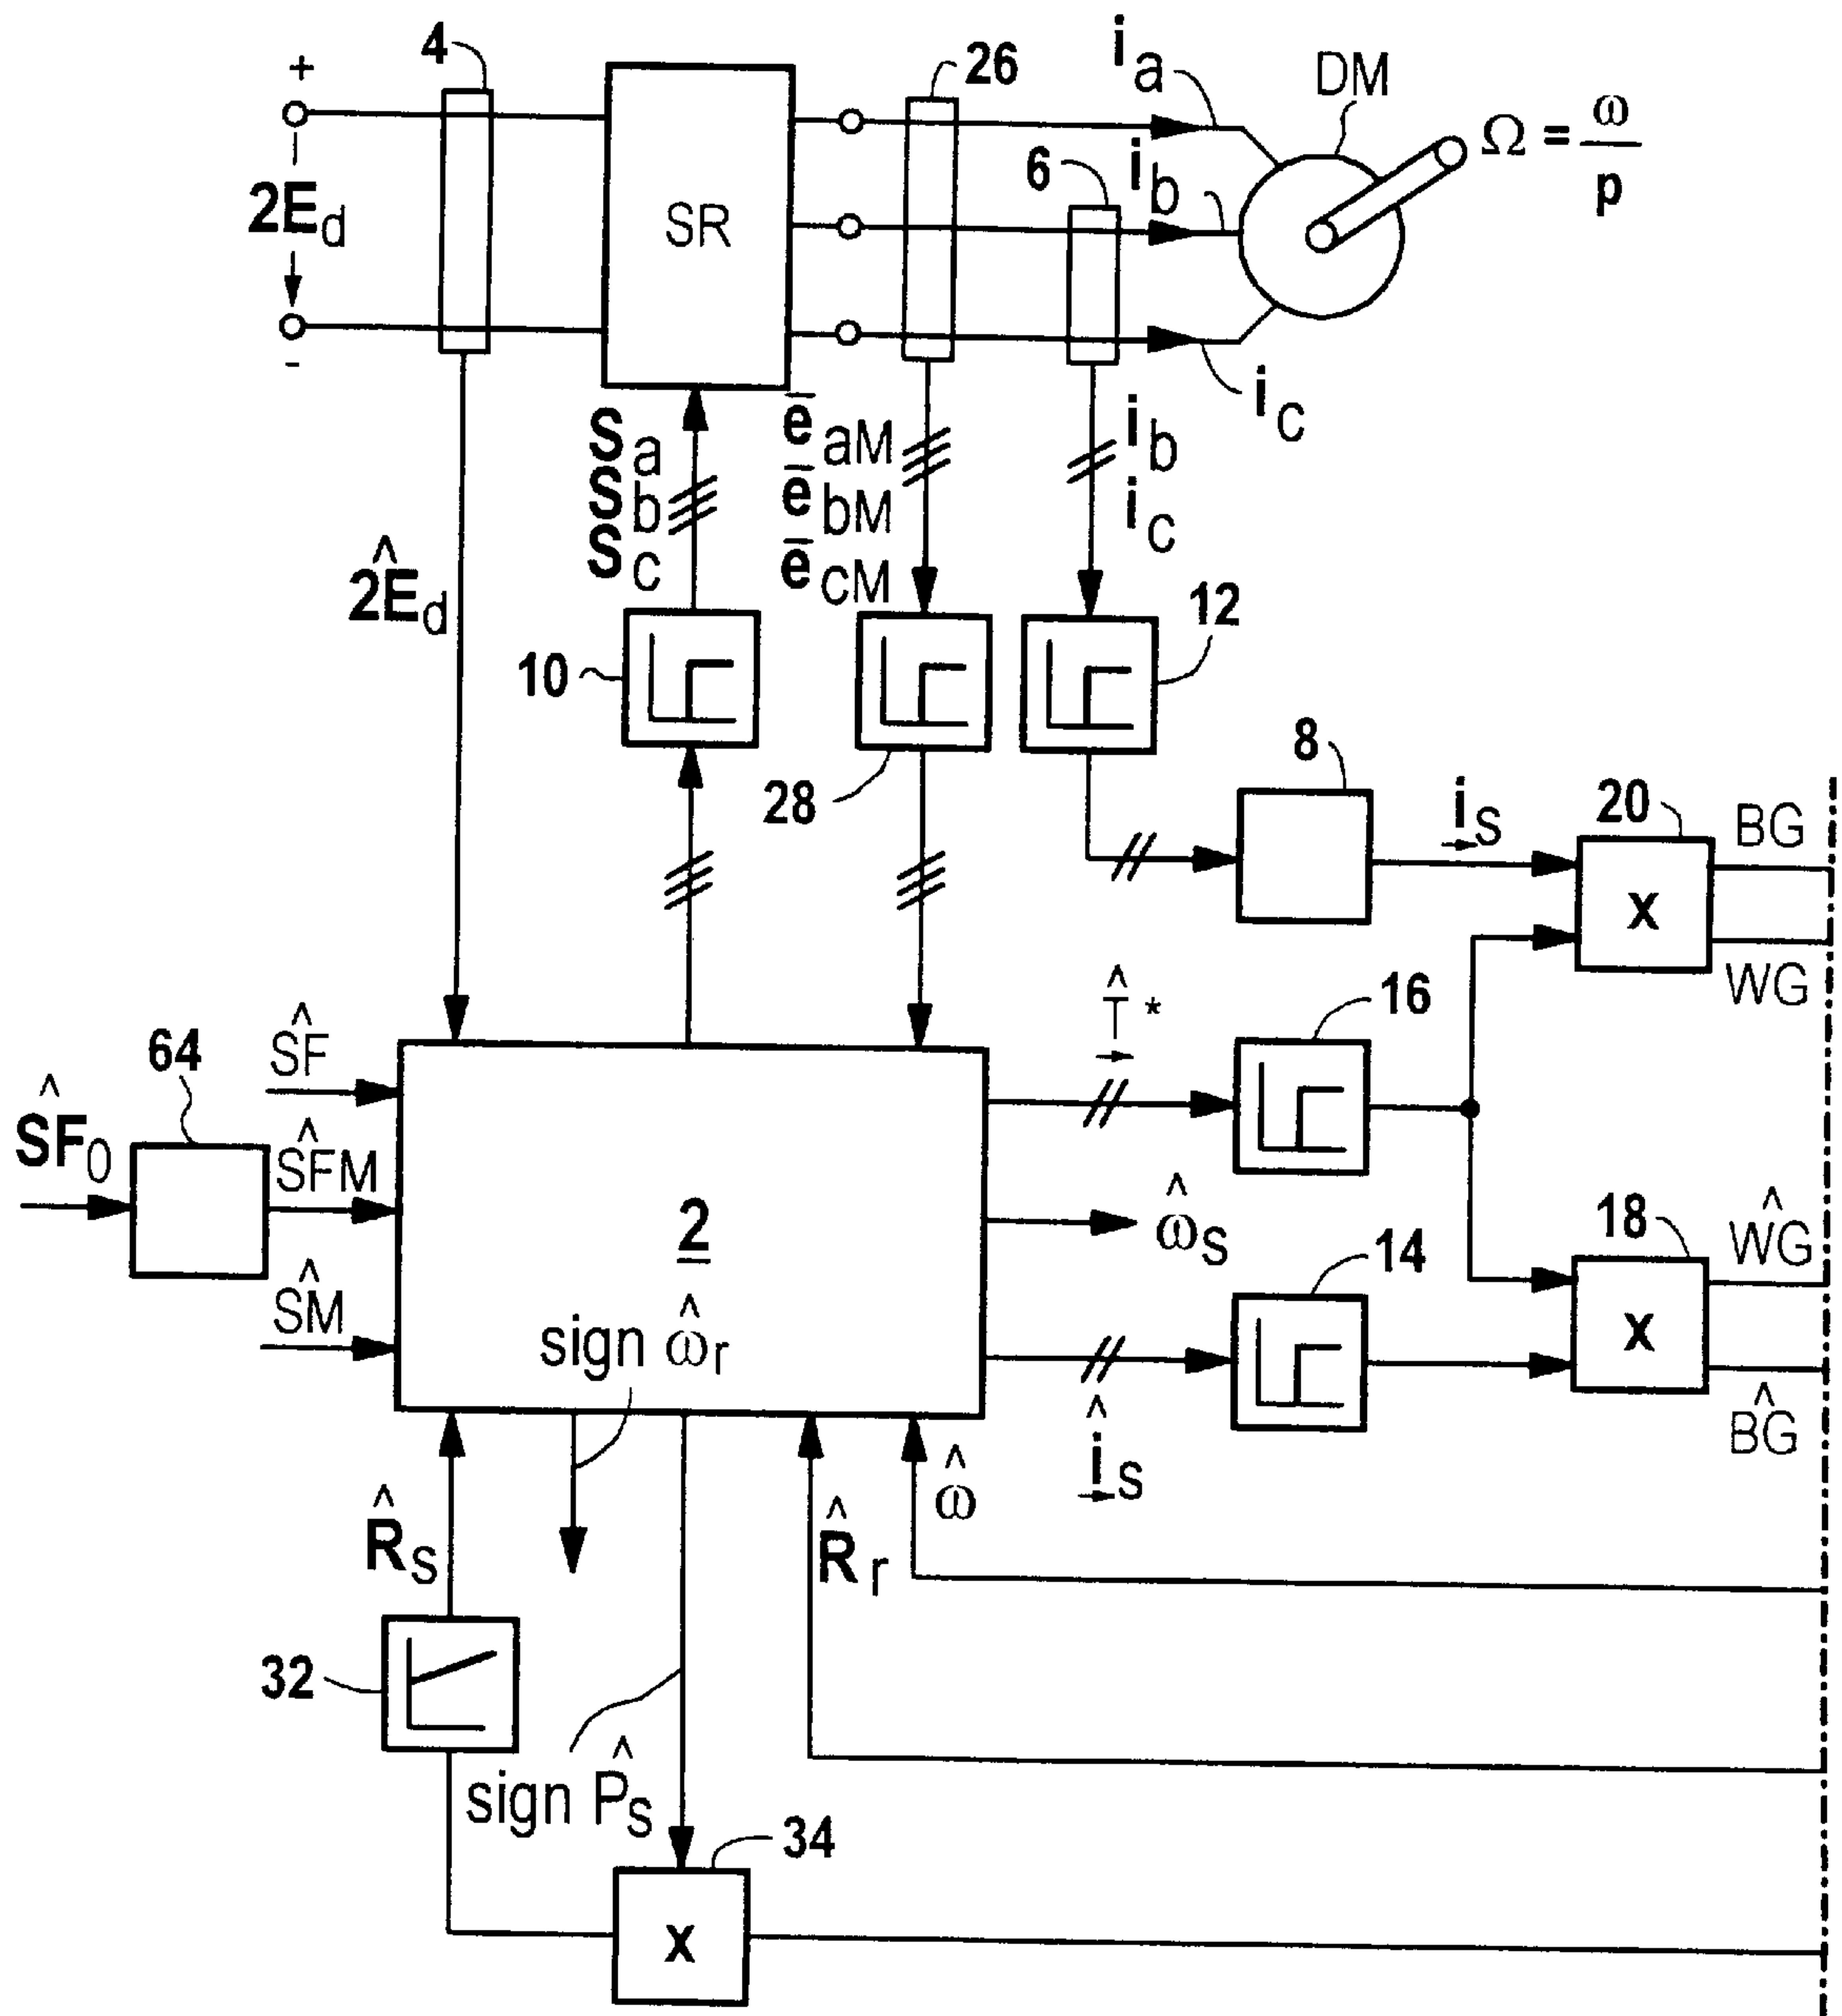 4
+
26
i_a
DM
Ω = ω/p
6
i_b
2E_d
SR
-
i_c
S_a
S_b
S_c
ē_aM
ē_bM
ē_cM
i_b
i_c
2Ê_d
10
12
28
8
i_S
20
BG
x
WG
64
ŜF
T̂*
16
ŜF_0
ŜFM
2
ω̂_S
18
ŴG
14
ŜM
sign ω̂_r
x
B̂G
î_S
R̂_S
R̂_r
ω̂
32
sign P̂_S
34
x